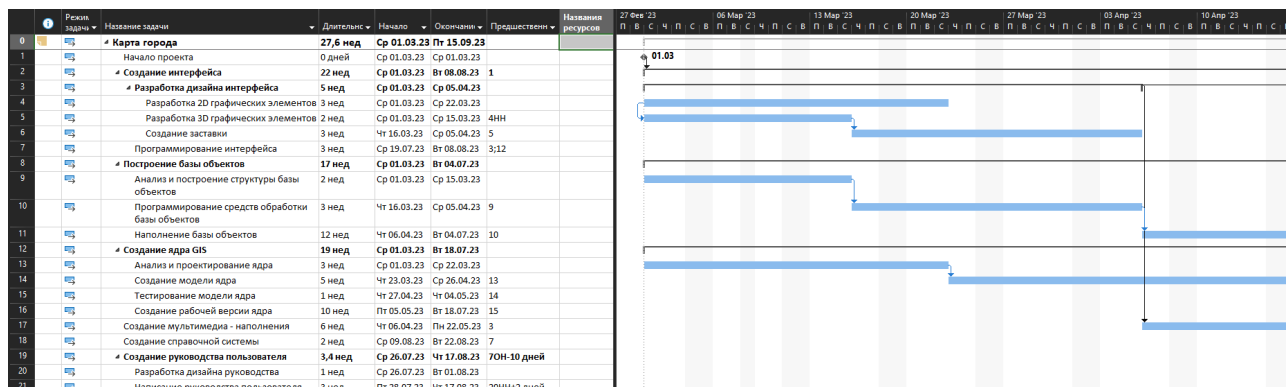 Режим задачи Название задачи Длительнс Начало Окончани Предшественн Названия ресурсов 27 Фев '23 06 Мар '23 13 Мар '23 20 Мар '23 27 Мар '23 03 Апр '23 10 Апр '23
П В С Ч П С В П В С Ч П С В П В С Ч П С В П В С Ч П С В П В С Ч П С В П В С Ч П С В П В С Ч П С
0 Карта города 27,6 нед Ср 01.03.23 Пт 15.09.23
1 Начало проекта 0 дней Ср 01.03.23 Ср 01.03.23 01.03
2 Создание интерфейса 22 нед Ср 01.03.23 Вт 08.08.23 1
3 Разработка дизайна интерфейса 5 нед Ср 01.03.23 Ср 05.04.23
4 Разработка 2D графических элементов 3 нед Ср 01.03.23 Ср 22.03.23
5 Разработка 3D графических элементов 2 нед Ср 01.03.23 Ср 15.03.23 4НН
6 Создание заставки 3 нед Чт 16.03.23 Ср 05.04.23 5
7 Программирование интерфейса 3 нед Ср 19.07.23 Вт 08.08.23 3;12
8 Построение базы объектов 17 нед Ср 01.03.23 Вт 04.07.23
9 Анализ и построение структуры базы объектов 2 нед Ср 01.03.23 Ср 15.03.23
10 Программирование средств обработки базы объектов 3 нед Чт 16.03.23 Ср 05.04.23 9
11 Наполнение базы объектов 12 нед Чт 06.04.23 Вт 04.07.23 10
12 Создание ядра GIS 19 нед Ср 01.03.23 Вт 18.07.23
13 Анализ и проектирование ядра 3 нед Ср 01.03.23 Ср 22.03.23
14 Создание модели ядра 5 нед Чт 23.03.23 Ср 26.04.23 13
15 Тестирование модели ядра 1 нед Чт 27.04.23 Чт 04.05.23 14
16 Создание рабочей версии ядра 10 нед Пт 05.05.23 Вт 18.07.23 15
17 Создание мультимедиа - наполнения 6 нед Чт 06.04.23 Пн 22.05.23 3
18 Создание справочной системы 2 нед Ср 09.08.23 Вт 22.08.23 7
19 Создание руководства пользователя 3,4 нед Ср 26.07.23 Чт 17.08.23 7ОН-10 дней
20 Разработка дизайна руководства 1 нед Ср 26.07.23 Вт 01.08.23